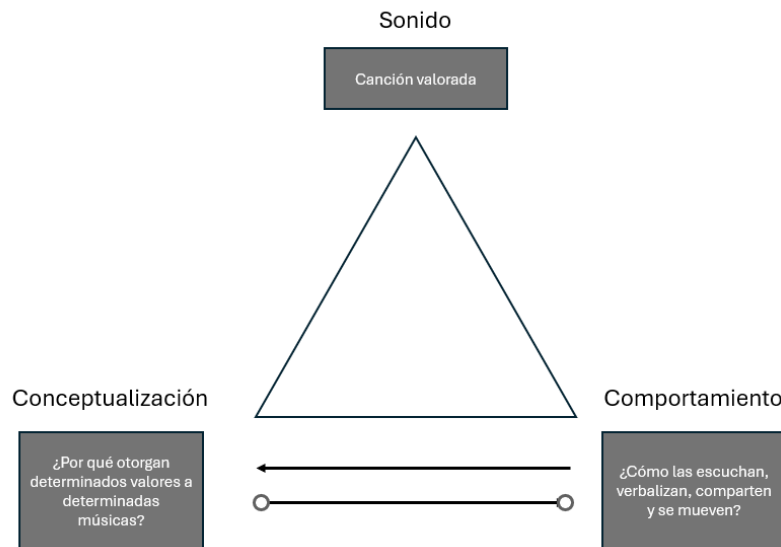 Sonido
Canción valorada
Conceptualización
Comportamiento
¿Por qué otorgan
determinados valores a
determinadas
músicas?
¿Cómo las escuchan,
verbalizan, comparten
y se mueven?